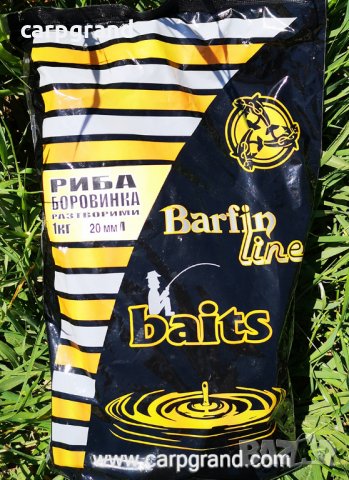 carpgrand
РИБА
БОРОВИНКА
РАЗТВОРИМИ
1КГ 20 мм
Barfin
line
baits
www.carpgrand.com